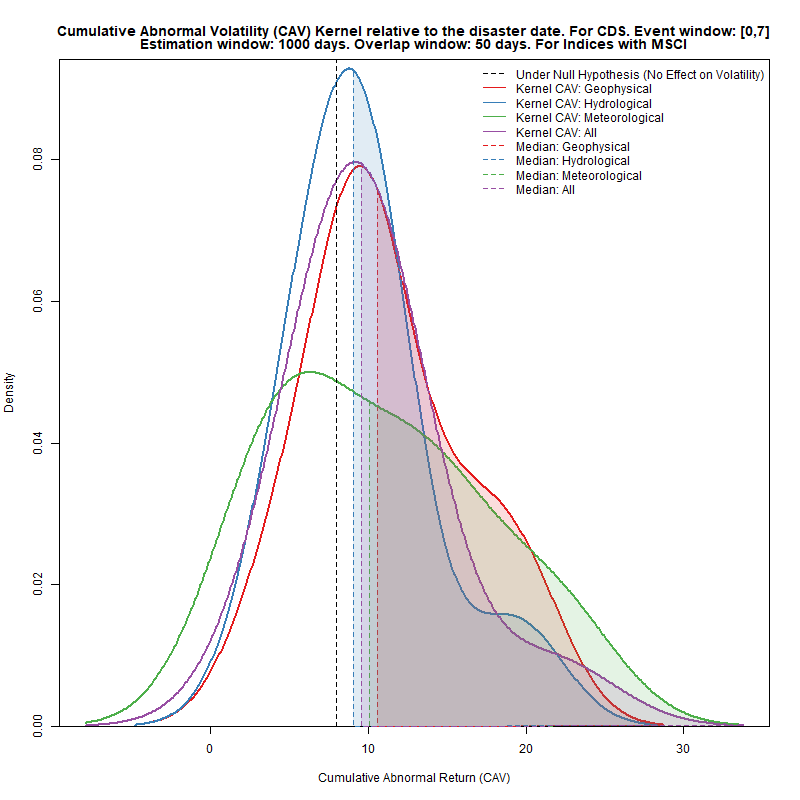 Cumulative Abnormal Volatility (CAV) Kernel relative to the disaster date. For CDS. Event window: [0,7]
Estimation window: 1000 days. Overlap window: 50 days. For Indices with MSCI
Under Null Hypothesis (No Effect on Volatility)
Kernel CAV: Geophysical
Kernel CAV: Hydrological
Kernel CAV: Meteorological
Kernel CAV: All
Median: Geophysical
Median: Hydrological
Median: Meteorological
Median: All
Density
0.08
0.06
0.04
0.02
0.00
0
10
20
30
Cumulative Abnormal Return (CAV)